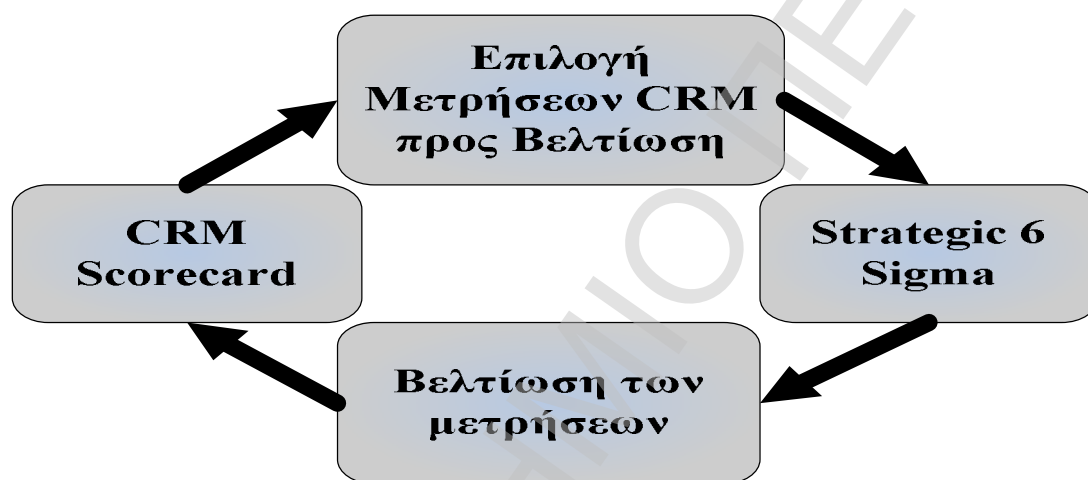 Επιλογή
Μετρήσεων CRM
προς Βελτίωση
CRM
Scorecard
Strategic 6
Sigma
Βελτίωση των
μετρήσεων